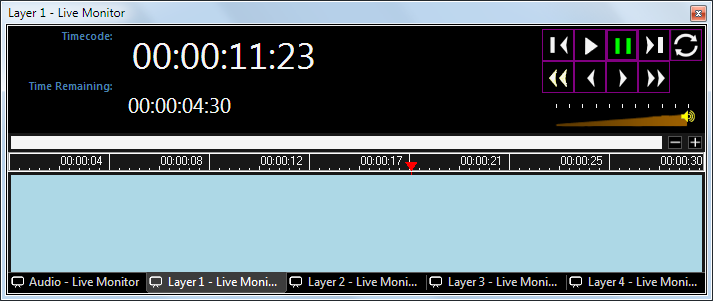 Layer 1 - Live Monitor
Timecode:
00:00:11:23
Time Remaining:
00:00:04:30
00:00:04 00:00:08 00:00:12 00:00:17 00:00:21 00:00:25 00:00:30
Audio - Live Monitor Layer 1 - Live Moni... Layer 2 - Live Moni... Layer 3 - Live Moni... Layer 4 - Live Moni...